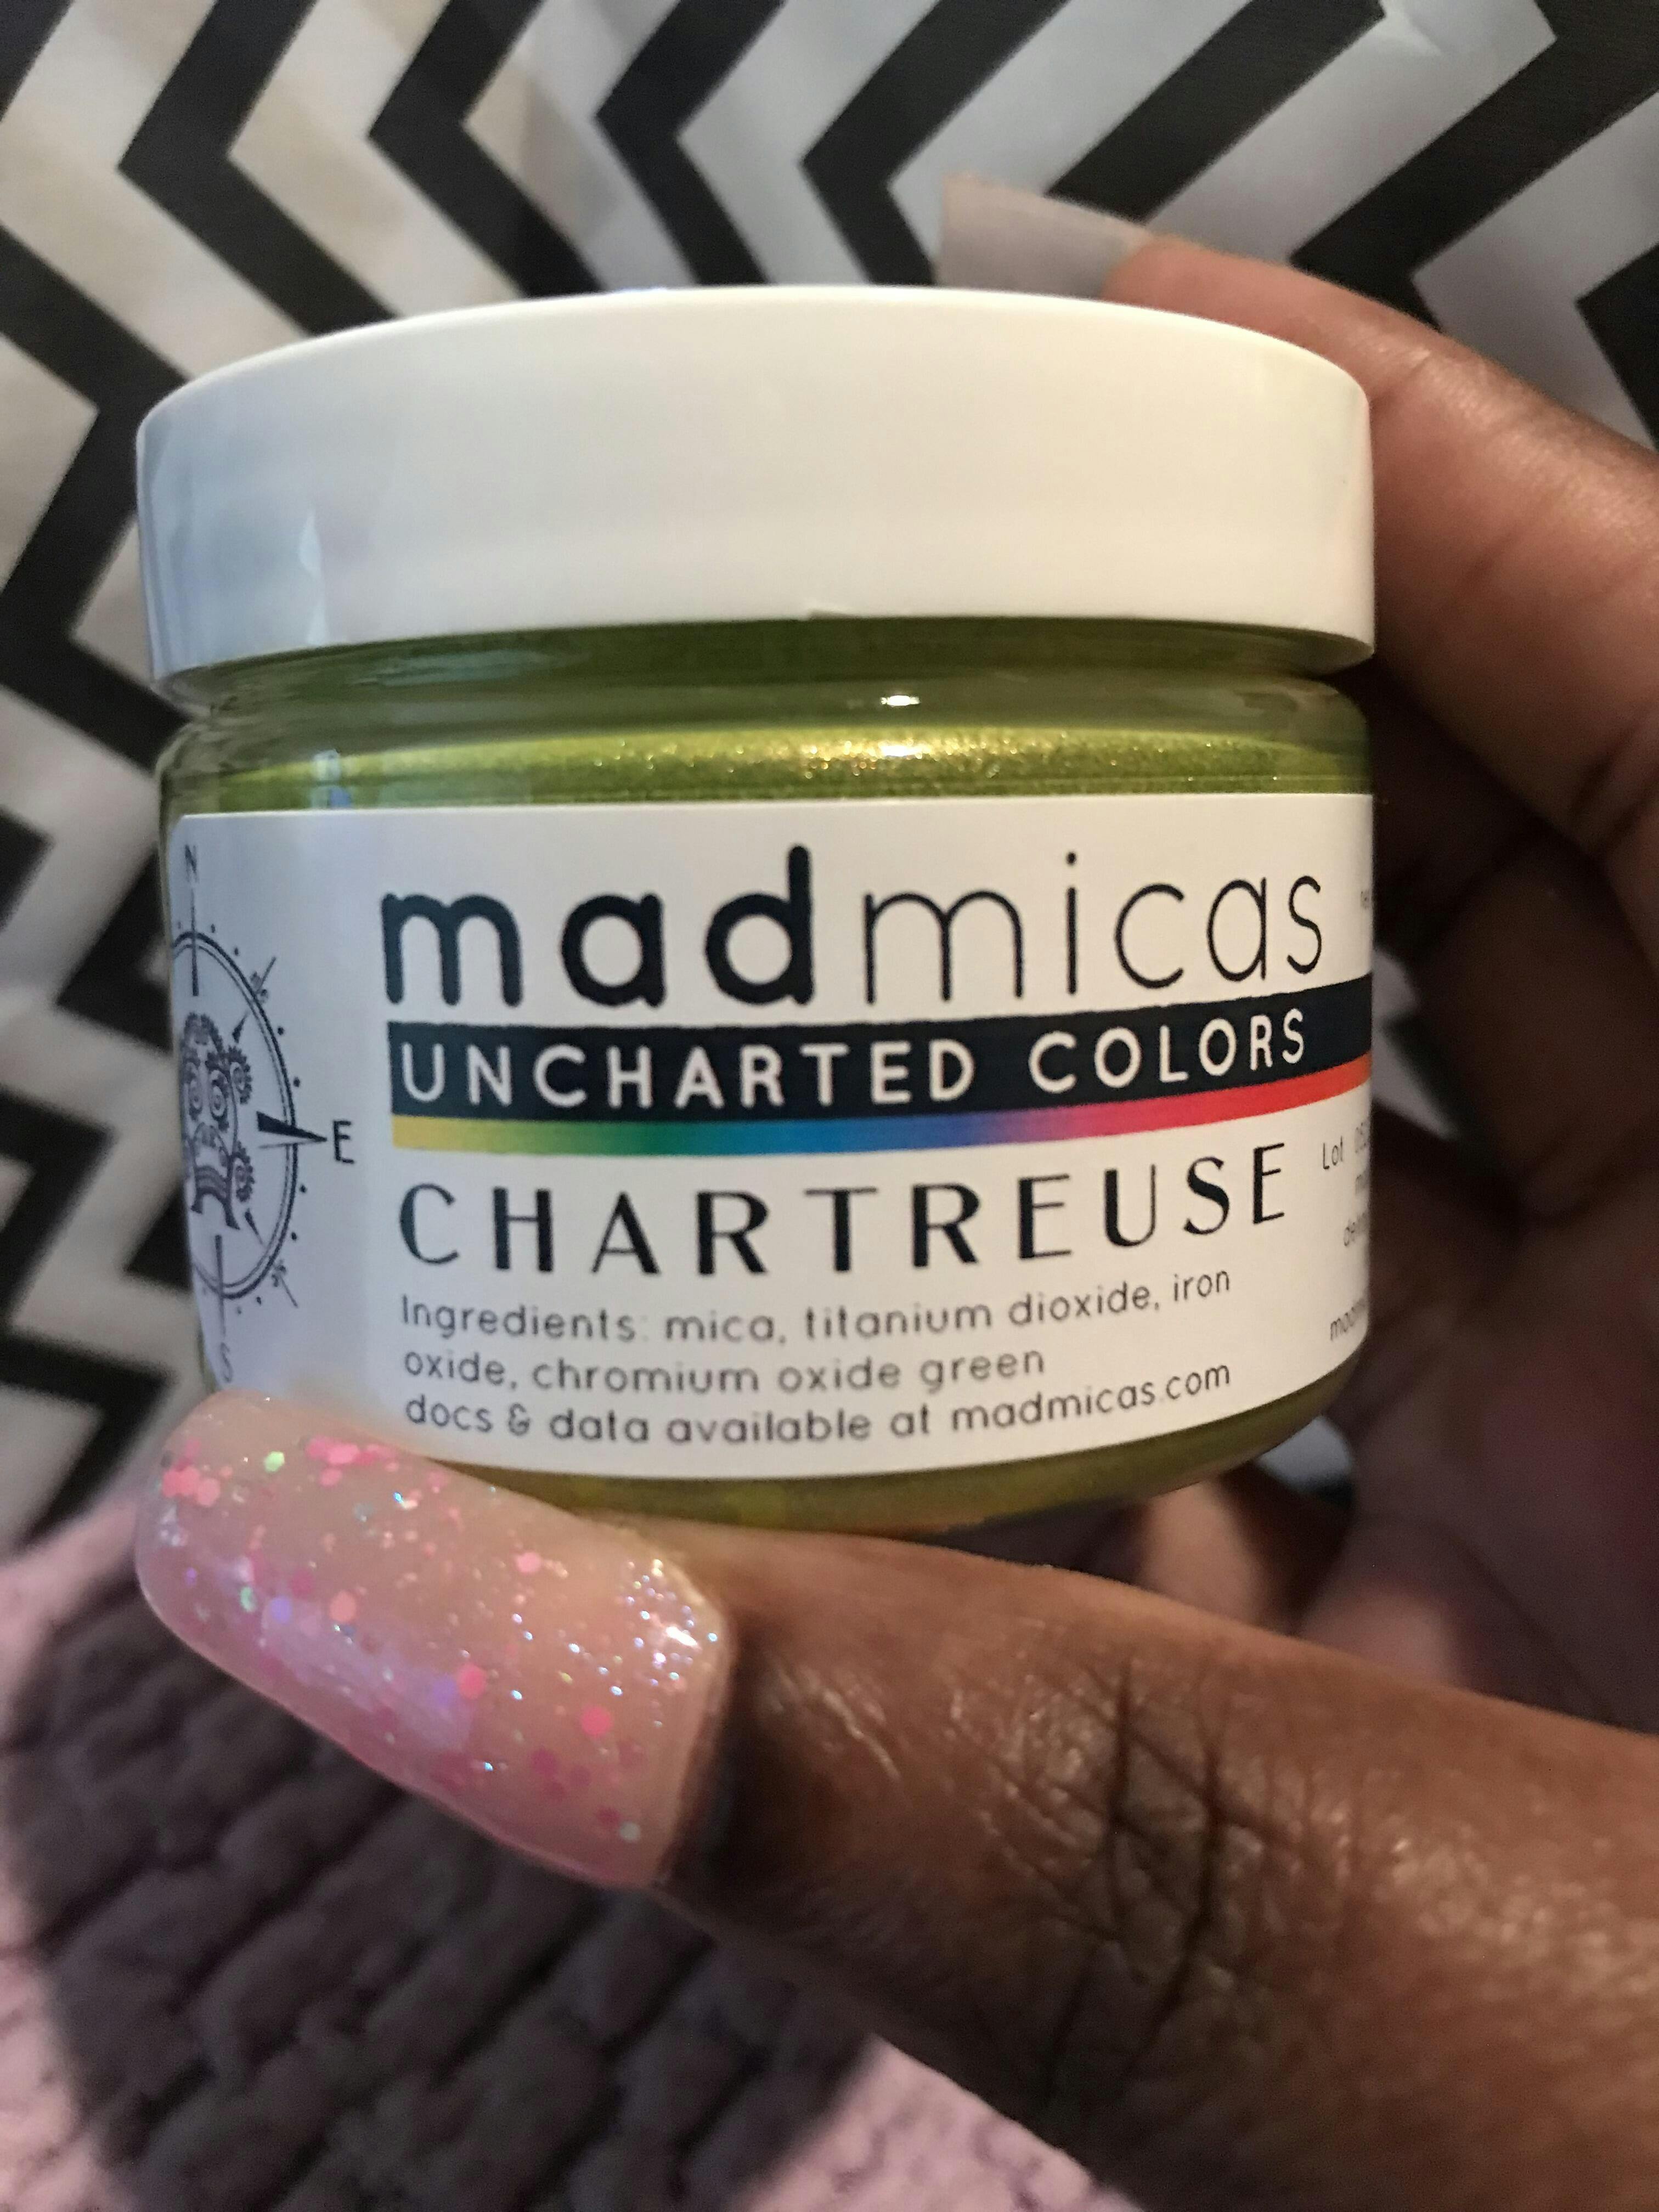 madmicas
UNCHARTED COLORS
CHARTREUSE
Ingredients: mica, titanium dioxide, iron
oxide, chromium oxide green
docs & data available at madmicas.com
N
E
S
Lot